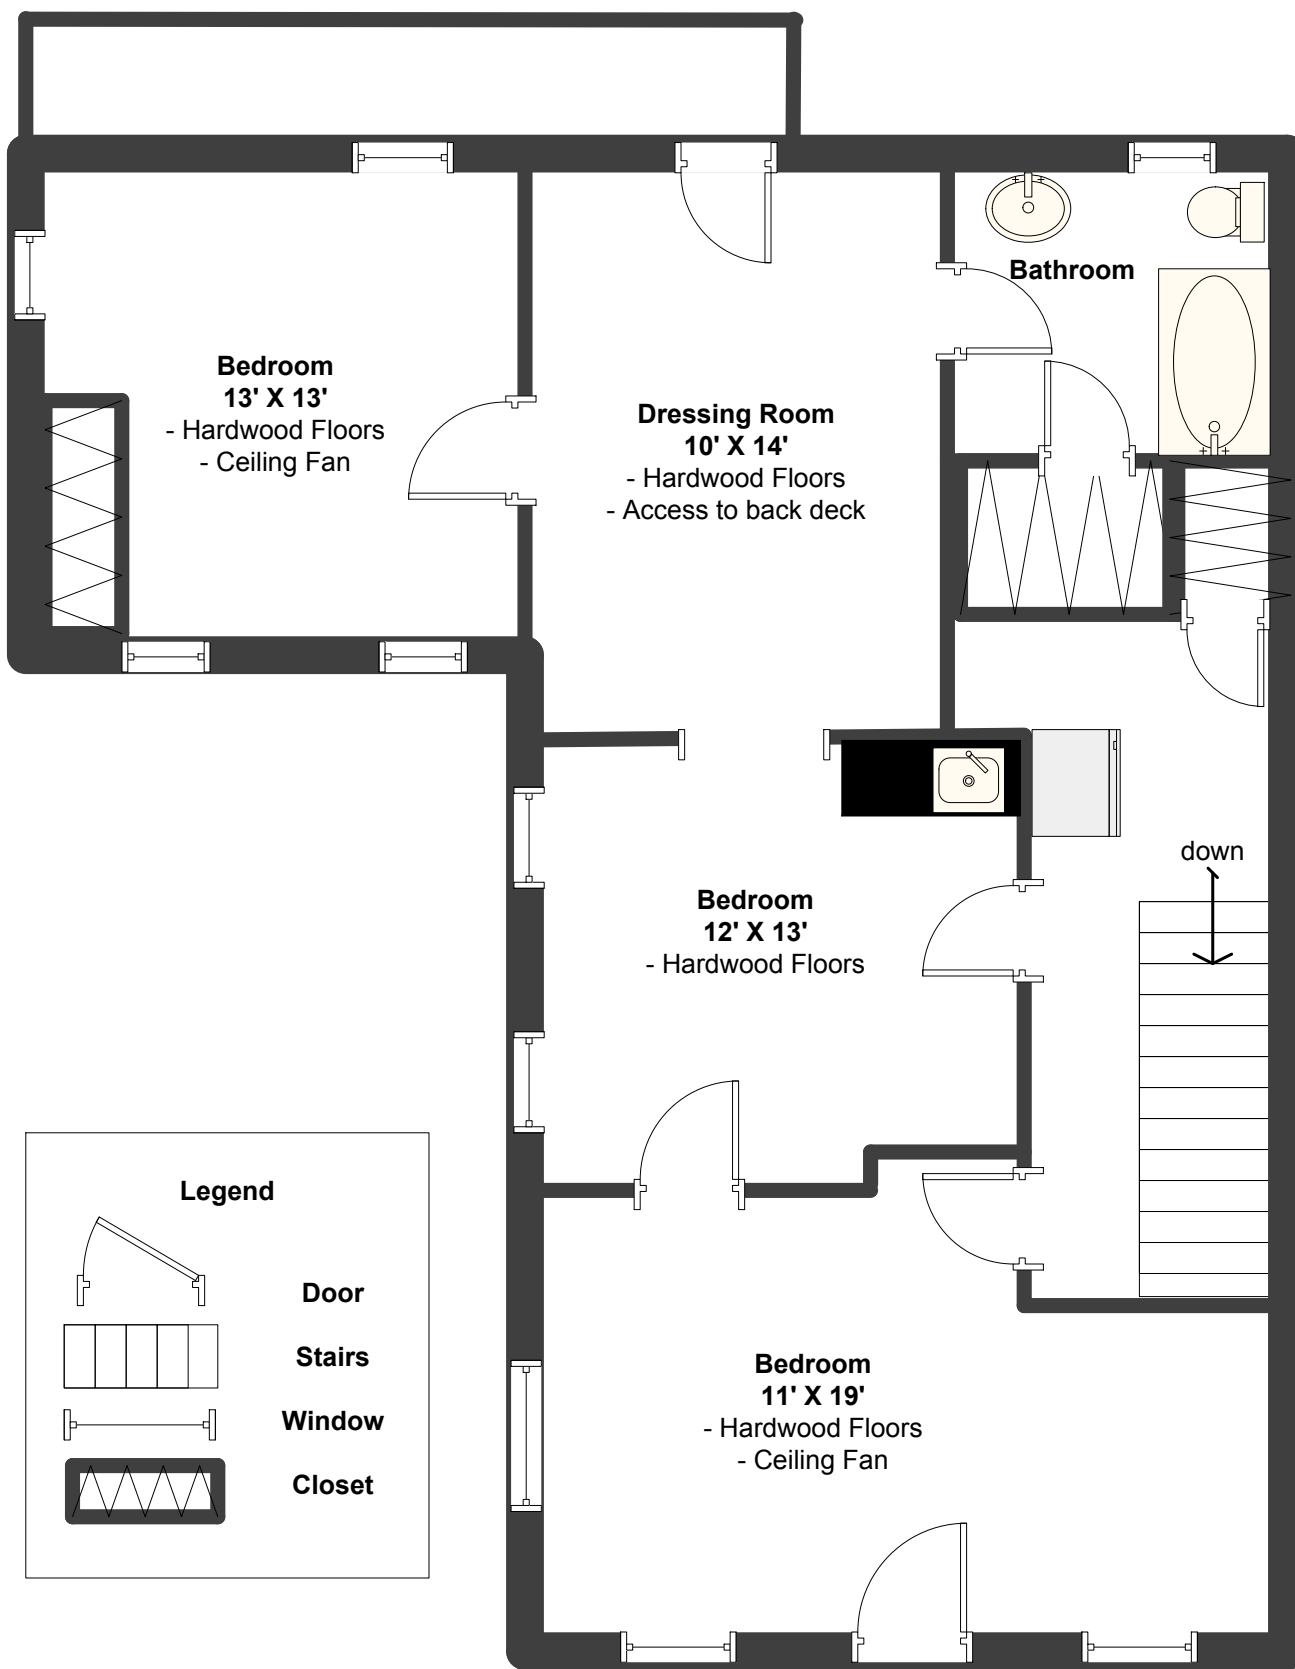 Bathroom
Bedroom
13' X 13'
- Hardwood Floors
- Ceiling Fan
Dressing Room
10' X 14'
- Hardwood Floors
- Access to back deck
down
Bedroom
12' X 13'
- Hardwood Floors
Legend
Door
Stairs
Window
Closet
Bedroom
11' X 19'
- Hardwood Floors
- Ceiling Fan